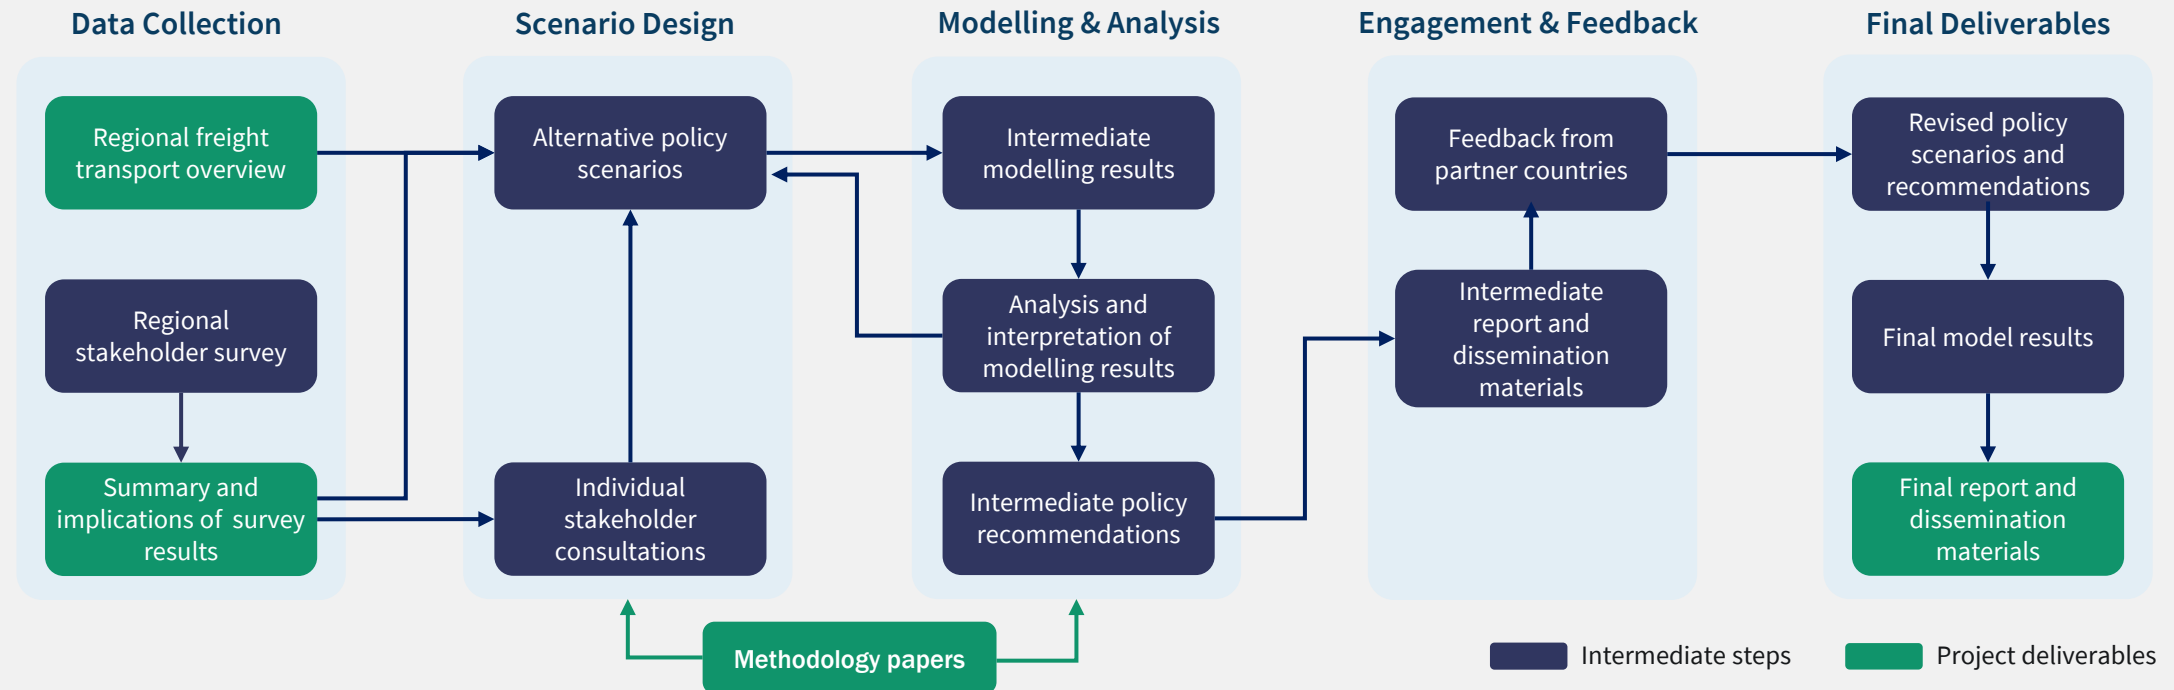 Data Collection
Regional freight
transport overview
Regional
stakeholder survey
Summary and
implications of survey
results
Scenario Design
Alternative policy
scenarios
Individual
stakeholder
consultations
Modelling & Analysis
Intermediate
modelling results
Analysis and
interpretation of
modelling results
Intermediate policy
recommendations
Engagement & Feedback
Feedback from
partner countries
Intermediate
report and
dissemination
materials
Final Deliverables
Revised policy
scenarios and
recommendations
Final model results
Final report and
dissemination
materials
Methodology papers
Intermediate steps
Project deliverables